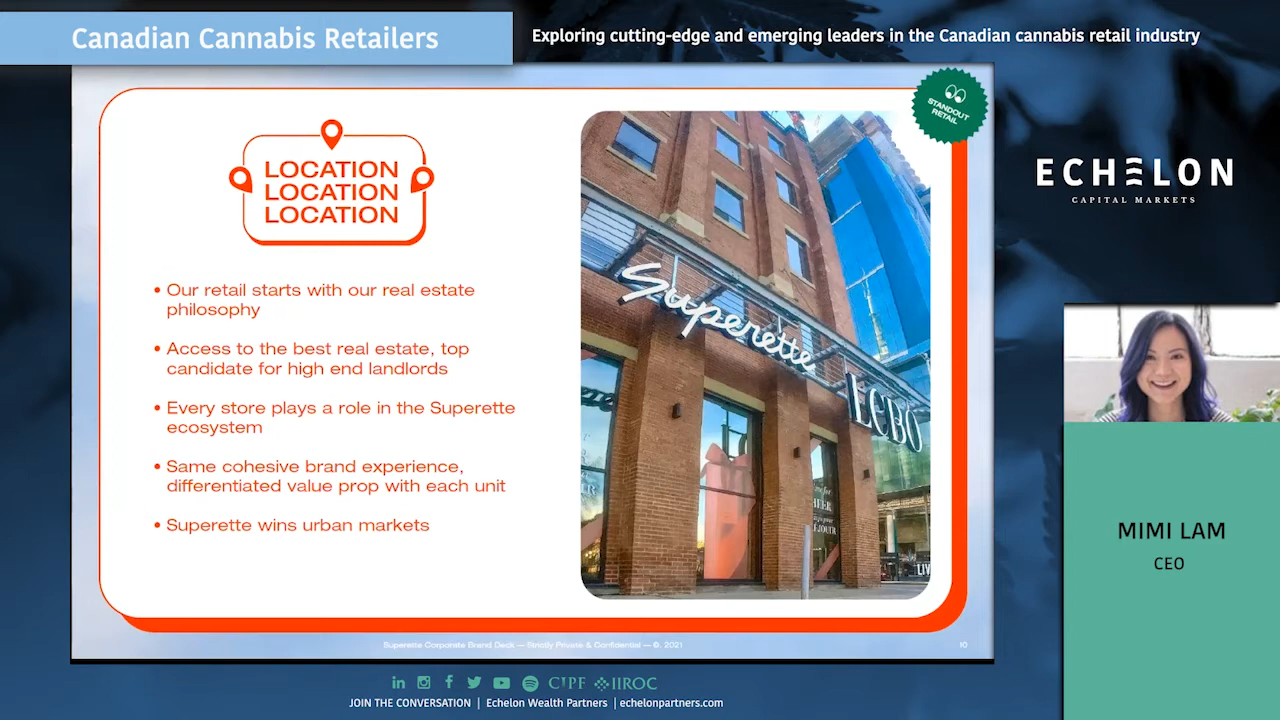 Canadian Cannabis Retailers
Exploring cutting-edge and emerging leaders in the Canadian cannabis retail industry
STANDOUT
RETAIL
LOCATION
LOCATION
LOCATION
• Our retail starts with our real estate
philosophy
• Access to the best real estate, top
candidate for high end landlords
• Every store plays a role in the Superette
ecosystem
• Same cohesive brand experience,
differentiated value prop with each unit
• Superette wins urban markets
Superette
LCBO
LIV
ECHELON
CAPITAL MARKETS
MIMI LAM
CEO
Superette Corporate Brand Deck — Strictly Private & Confidential — ©, 2021
10
CIPF IIROC
JOIN THE CONVERSATION | Echelon Wealth Partners | echelonpartners.com